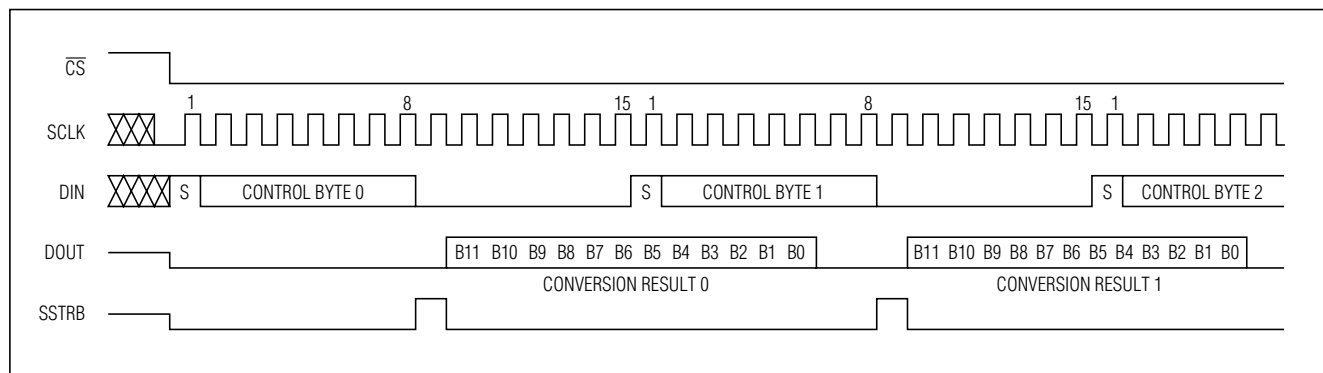 CS
1 8 15 1 8 15 1
SCLK
DIN S CONTROL BYTE 0 S CONTROL BYTE 1 S CONTROL BYTE 2
DOUT B11 B10 B9 B8 B7 B6 B5 B4 B3 B2 B1 B0 B11 B10 B9 B8 B7 B6 B5 B4 B3 B2 B1 B0
CONVERSION RESULT 0 CONVERSION RESULT 1
SSTRB